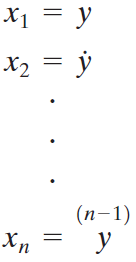 x₁ = y
x₂ = ẏ
.
.
.
(n−1)
xₙ = y